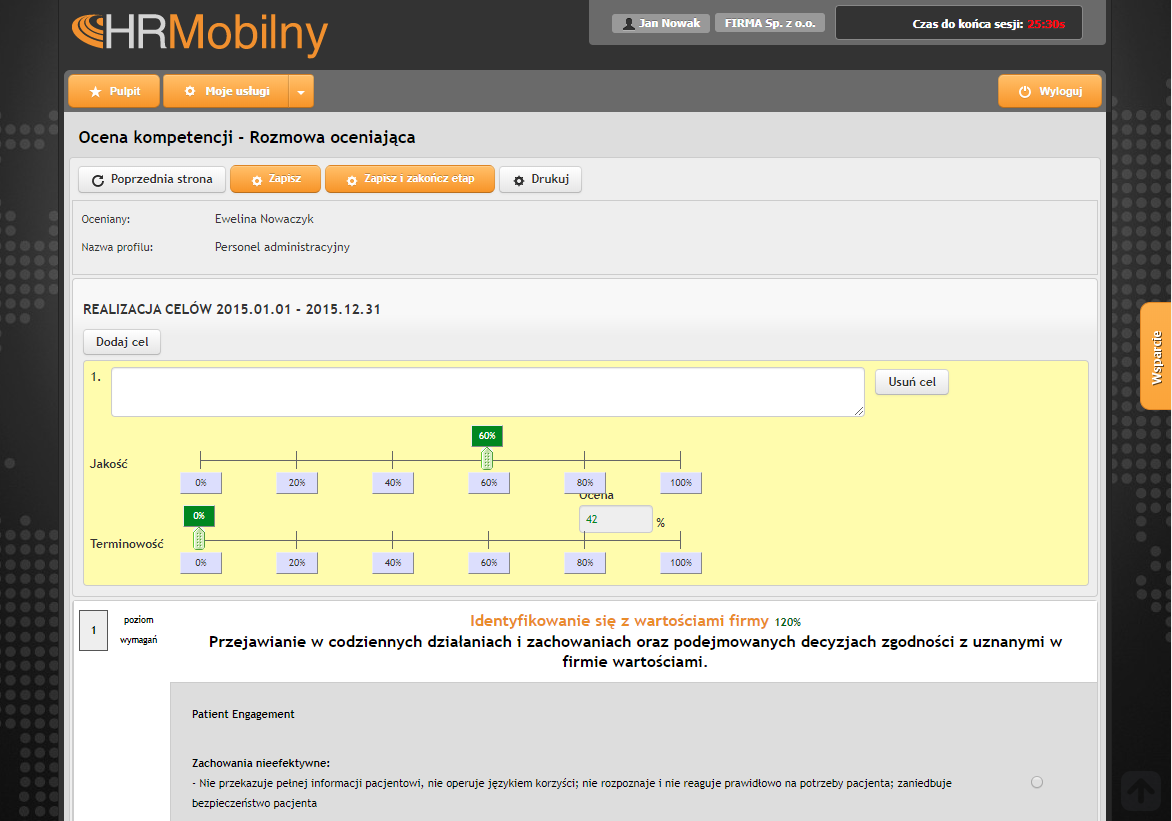 HRMobilny
Jan Nowak
FIRMA Sp. z o.o.
Czas do końca sesji: 25:30s
Pulpit
Moje usługi
Wyloguj
Ocena kompetencji - Rozmowa oceniająca
Poprzednia strona
Zapisz
Zapisz i zakończ etap
Drukuj
Oceniany: Ewelina Nowaczyk
Nazwa profilu: Personel administracyjny
REALIZACJA CELÓW 2015.01.01 - 2015.12.31
Dodaj cel
1.
Usuń cel
60%
Jakość
0% 20% 40% 60% 80% 100%
Ocena
42 %
0%
Terminowość
0% 20% 40% 60% 80% 100%
Wsparcie
1
poziom
wymagań
Identyfikowanie się z wartościami firmy 120%
Przejawianie w codziennych działaniach i zachowaniach oraz podejmowanych decyzjach zgodności z uznanymi w
firmie wartościami.
Patient Engagement
Zachowania nieefektywne:
- Nie przekazuje pełnej informacji pacjentowi, nie operuje językiem korzyści; nie rozpoznaje i nie reaguje prawidłowo na potrzeby pacjenta; zaniedbuje
bezpieczeństwo pacjenta